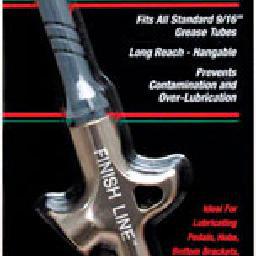 Fits All Standard 9/16"
Grease Tubes
Long Reach - Hangable
Prevents
Contamination and
Over-Lubrication
FINISH LINE
Ideal For
Lubricating
Pedals, Hubs,
Bottom Brackets,